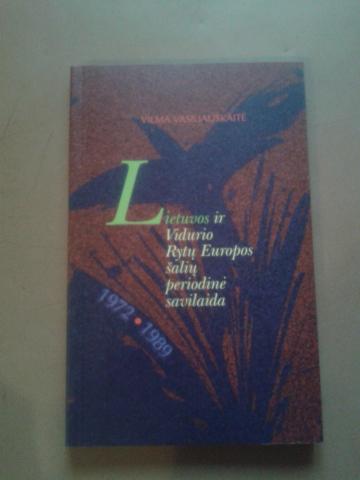 VILMA VASILIAUSKAITĖ
Lietuvos ir
Vidurio
Rytų Europos
šalių
periodinė
savilaida
1972 • 1989